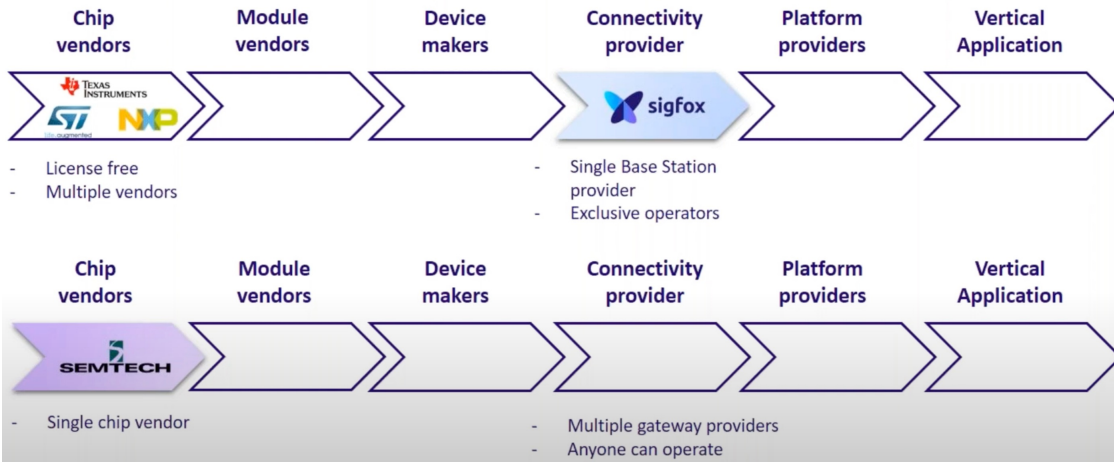 Chip
vendors
Module
vendors
Device
makers
Connectivity
provider
Platform
providers
Vertical
Application
TEXAS
INSTRUMENTS
ST
life.augmented
NXP
sigfox
- License free
- Multiple vendors
- Single Base Station
provider
- Exclusive operators
Chip
vendors
Module
vendors
Device
makers
Connectivity
provider
Platform
providers
Vertical
Application
SEMTECH
- Single chip vendor
- Multiple gateway providers
- Anyone can operate